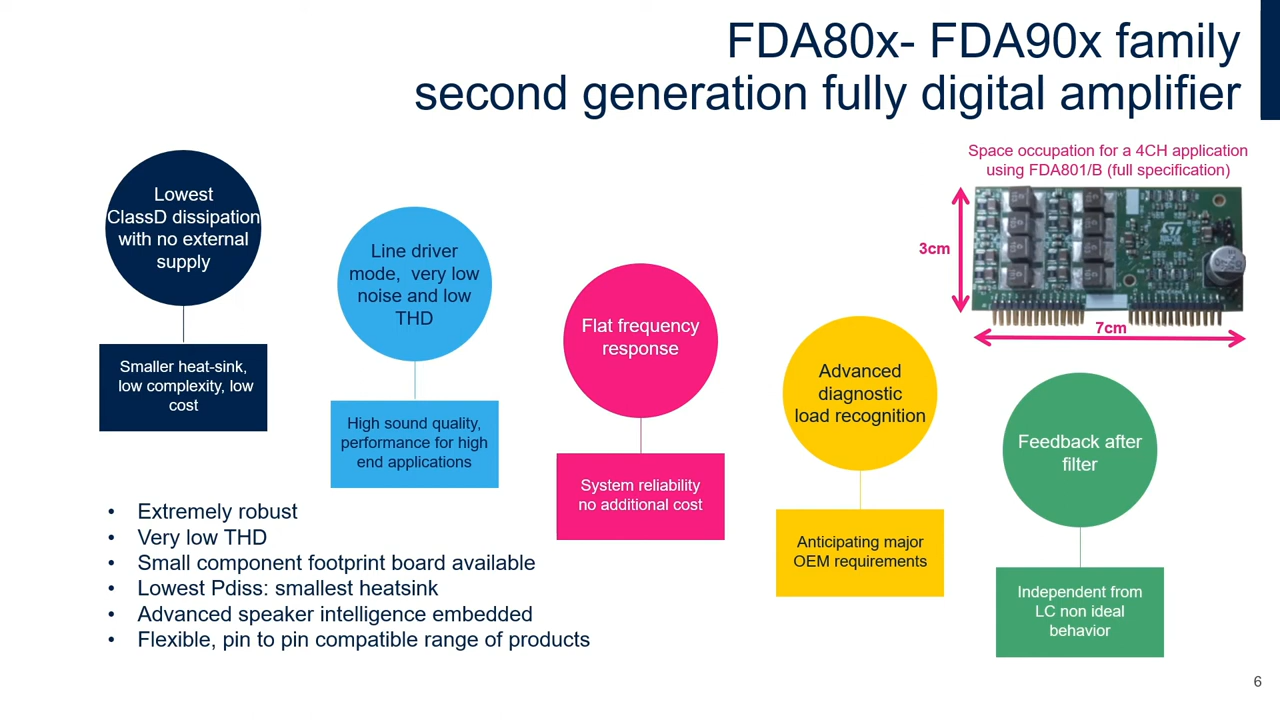 FDA80x- FDA90x family
second generation fully digital amplifier
Space occupation for a 4CH application
using FDA801/B (full specification)
3cm
7cm
Lowest
ClassD dissipation
with no external
supply
Smaller heat-sink,
low complexity, low
cost
Line driver
mode, very low
noise and low
THD
High sound quality,
performance for high
end applications
Flat frequency
response
System reliability
no additional cost
Advanced
diagnostic
load recognition
Anticipating major
OEM requirements
Feedback after
filter
Independent from
LC non ideal
behavior
• Extremely robust
• Very low THD
• Small component footprint board available
• Lowest Pdiss: smallest heatsink
• Advanced speaker intelligence embedded
• Flexible, pin to pin compatible range of products
6